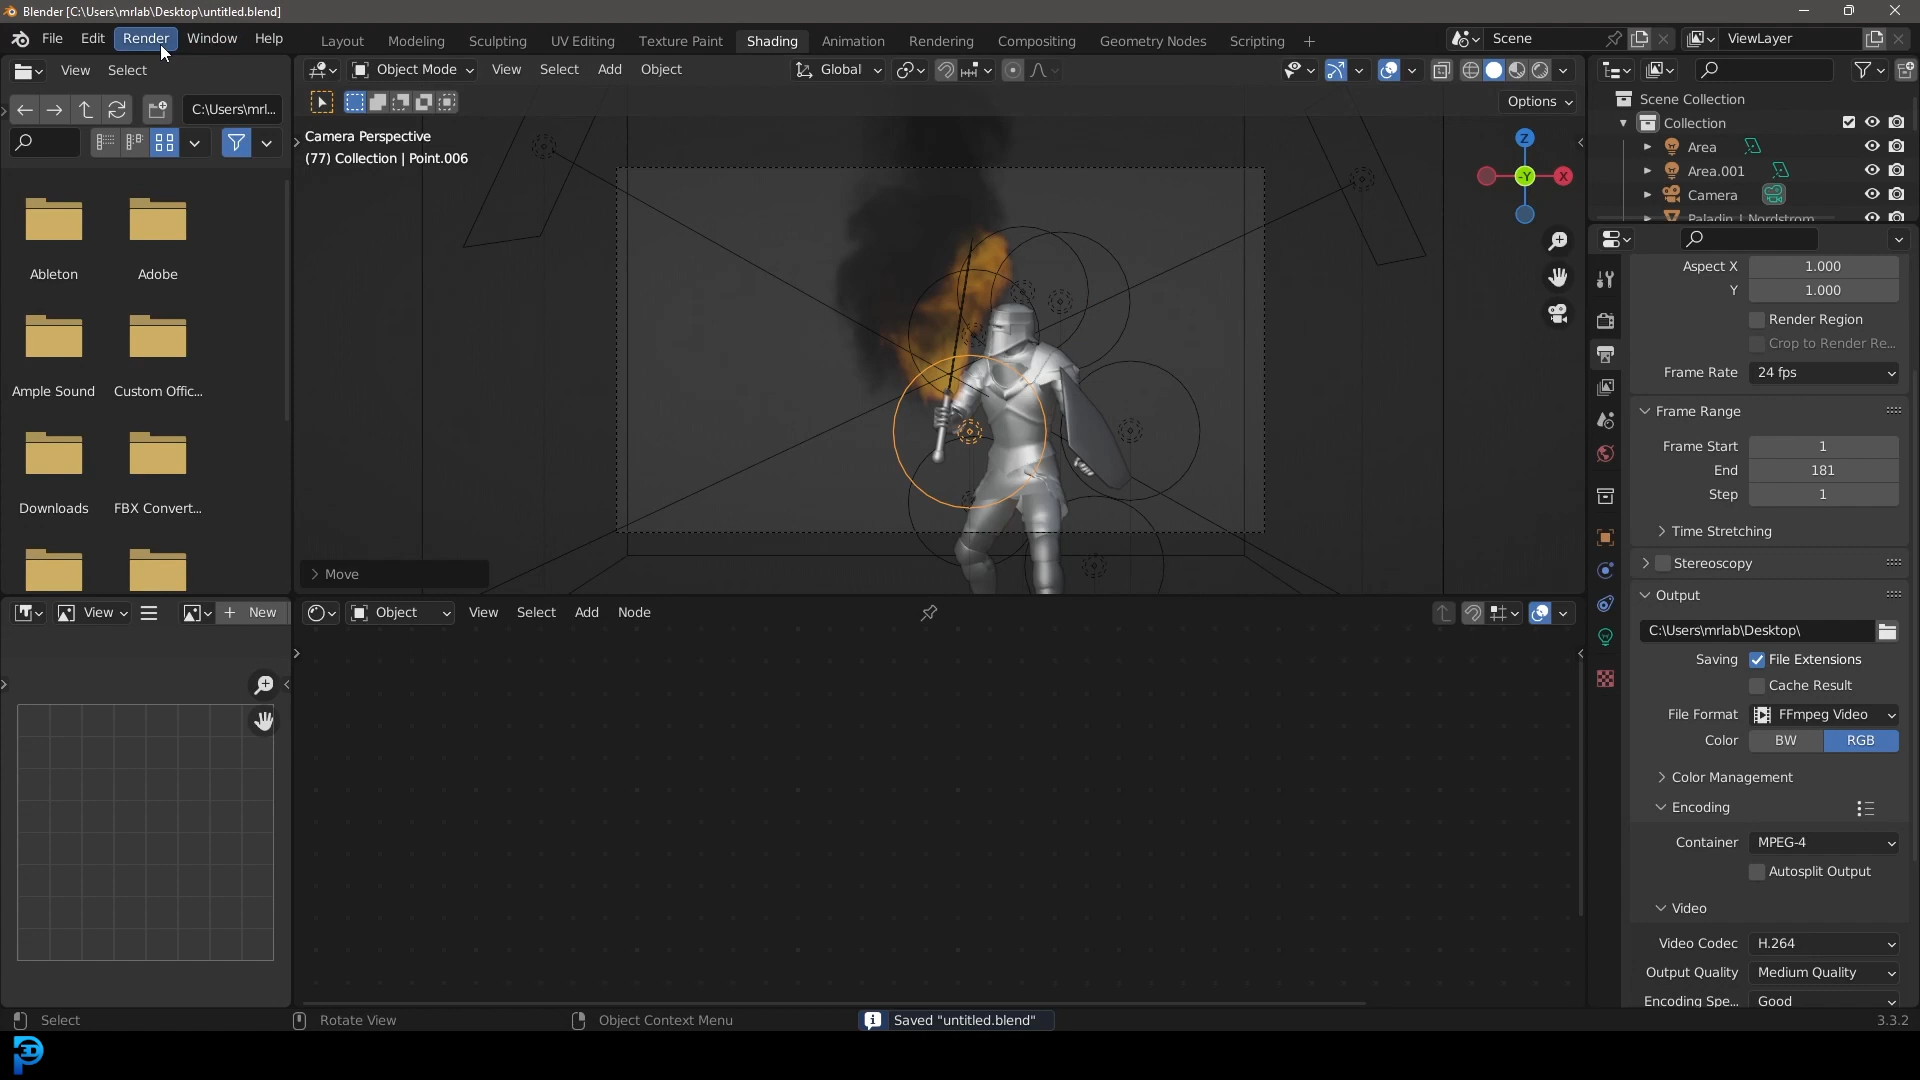 Blender [C:\Users\mrlab\Desktop\untitled.blend]
File Edit Render Window Help
Layout Modeling Sculpting UV Editing Texture Paint Shading Animation Rendering Compositing Geometry Nodes Scripting +
Scene
ViewLayer
View Select
Object Mode View Select Add Object
Global
Options
C:\Users\mrl...
Camera Perspective
(77) Collection | Point.006
Z
-Y
X
Ableton
Adobe
Ample Sound
Custom Offic...
Downloads
FBX Convert...
Move
Scene Collection
Collection
Area
Area.001
Camera
Paladin J Nordstrom
Aspect X 1.000
Y 1.000
Render Region
Crop to Render Re...
Frame Rate 24 fps
Frame Range
Frame Start 1
End 181
Step 1
Time Stretching
Stereoscopy
Output
C:\Users\mrlab\Desktop\
Saving File Extensions
Cache Result
File Format FFmpeg Video
Color BW RGB
Color Management
Encoding
Container MPEG-4
Autosplit Output
Video
Video Codec H.264
Output Quality Medium Quality
Encoding Spe... Good
View
+ New
Object View Select Add Node
Select
Rotate View
Object Context Menu
Saved "untitled.blend"
3.3.2
3D